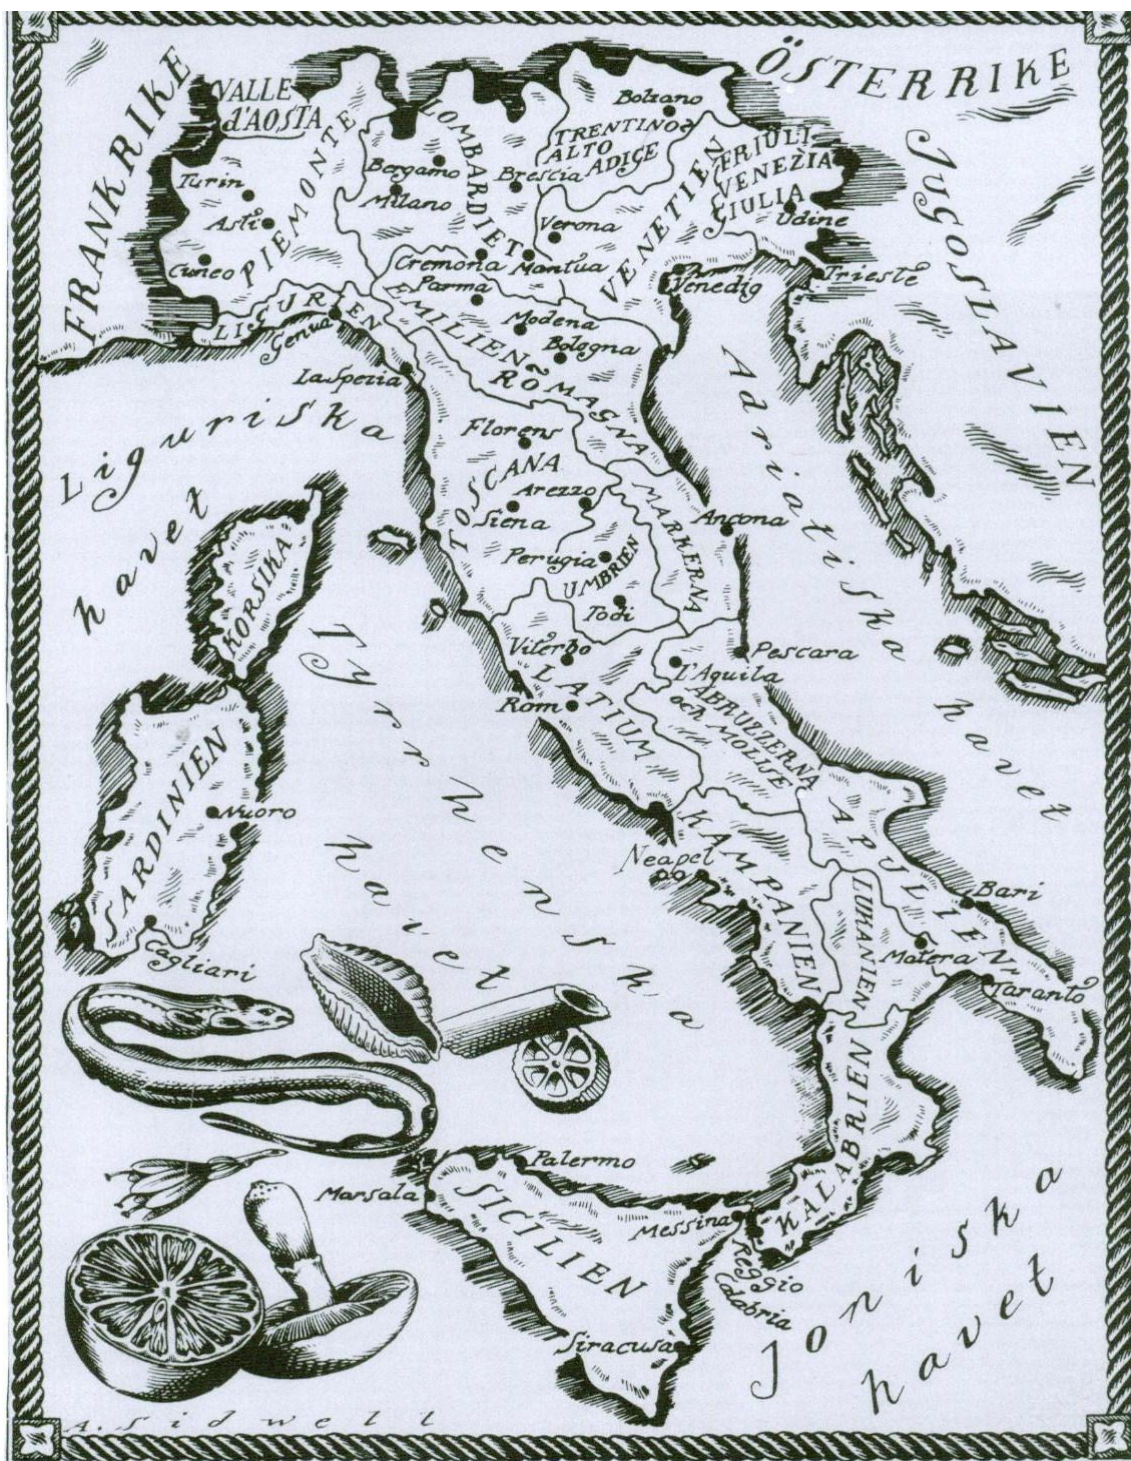 FRANKRIKE
ÖSTERRIKE
JUGOSLAVIEN
VALLE
d'AOSTA
PIEMONTE
Turin
Asti
Cuneo
LOMBARDIET
Bergamo
Milano
Brescia
Cremona
Mantua
TRENTINO
ALTO
ADIGE
Bolzano
VENETIEN
Verona
Venedig
FRIULI
VENEZIA
GIULIA
Udine
Trieste
LIGURIEN
Genua
La Spezia
EMILIEN
ROMAGNA
Parma
Modena
Bologna
TOSCANA
Florens
Arezzo
Siena
UMBRIEN
Perugia
Todi
MARKERNA
Ancona
Pescara
L'Aquila
ABRUZZERNA
och MOLISE
LATIUM
Viterbo
Rom
KAMPANIEN
Neapel
APULIEN
Bari
Taranto
LUKANIEN
Matera
KALABRIEN
Reggio
Calabria
SICILIEN
Palermo
Marsala
Messina
Siracusa
KORSIKA
SARDINIEN
Nuoro
Cagliari
Liguriska
havet
Adriatiska havet
Tyrrhenska
havet
Joniska
havet
A. Sidwell